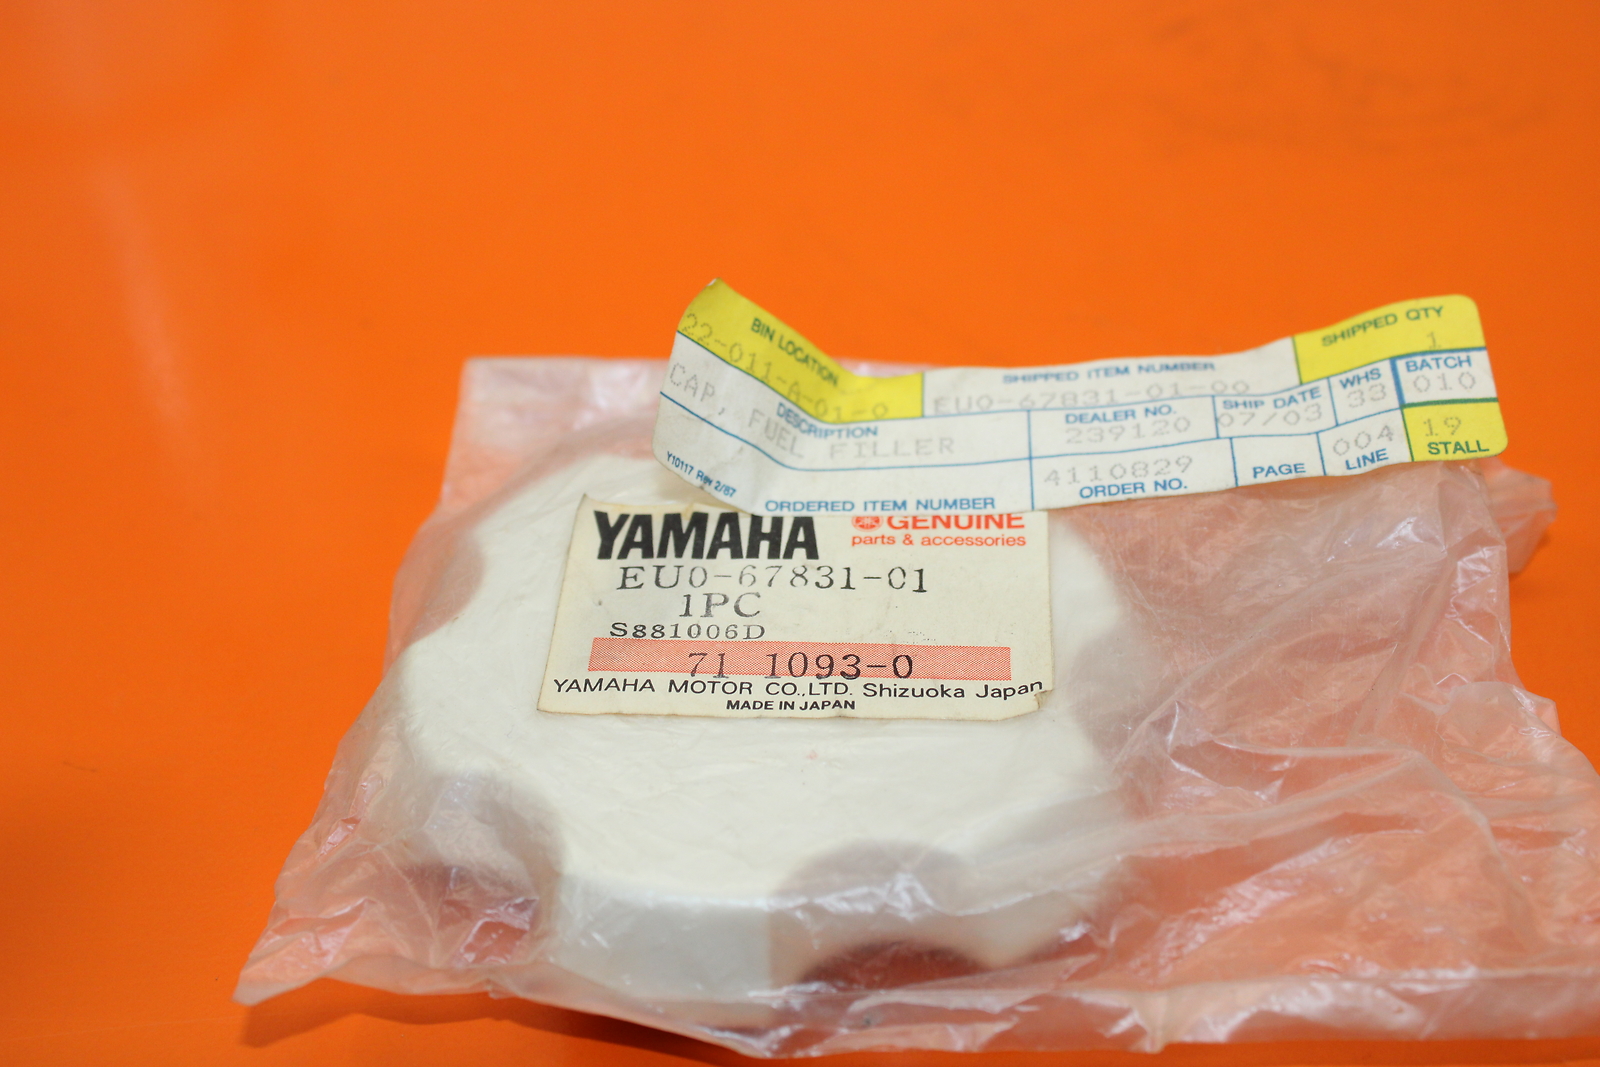 BIN LOCATION
22-011-A-01-0
SHIPPED ITEM NUMBER
EU0-67831-01-00
SHIPPED QTY
1
DESCRIPTION
CAP, FUEL FILLER
DEALER NO.
239120
SHIP DATE
07/03
WHS
33
BATCH
010
Y10117 Rev 2/87
ORDERED ITEM NUMBER
4110829
ORDER NO.
PAGE
004
LINE
19
STALL
YAMAHA
GENUINE
parts & accessories
EU0-67831-01
1PC
S881006D
71 1093-0
YAMAHA MOTOR CO.,LTD. Shizuoka Japan
MADE IN JAPAN